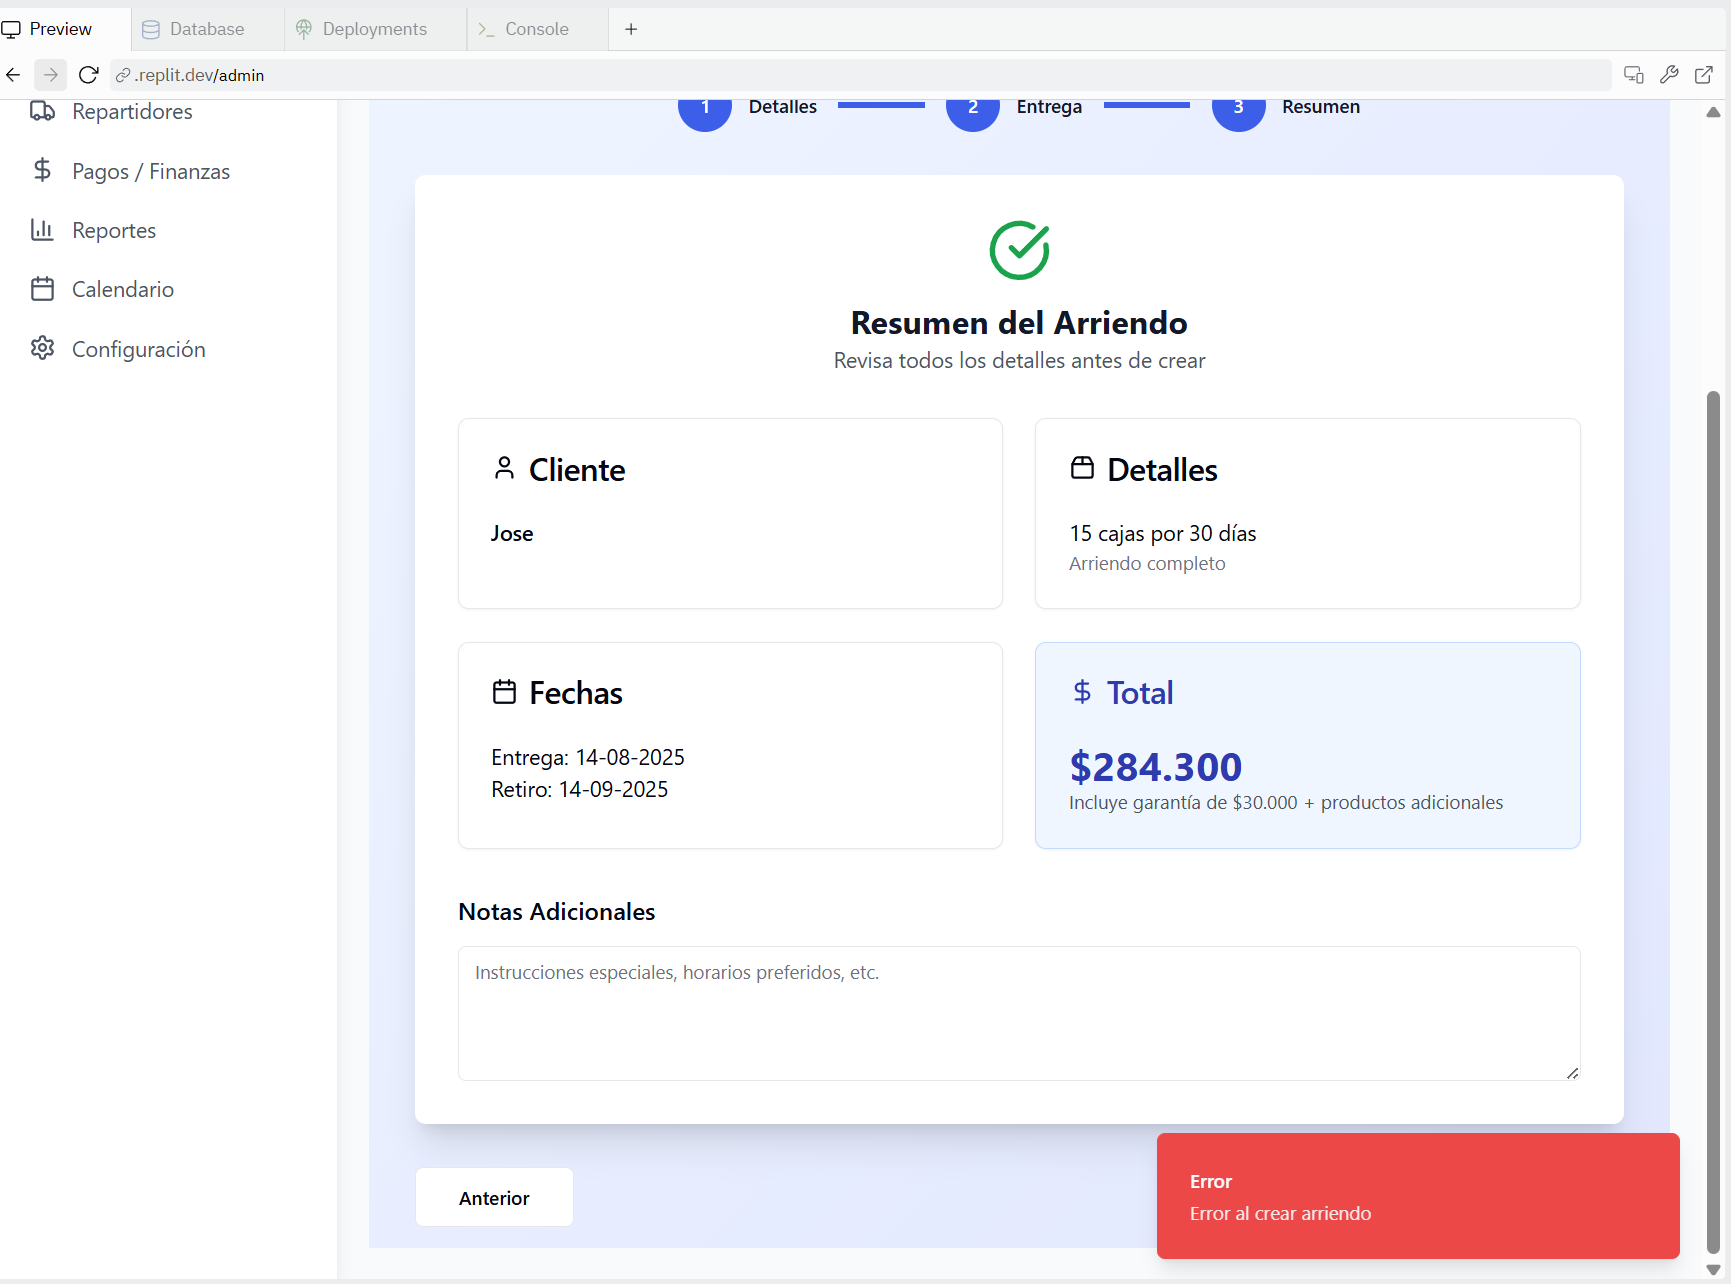 Preview
Database
Deployments
Console
.replit.dev/admin
Repartidores
Pagos / Finanzas
Reportes
Calendario
Configuración
1 Detalles
2 Entrega
3 Resumen
Resumen del Arriendo
Revisa todos los detalles antes de crear
Cliente
Jose
Detalles
15 cajas por 30 días
Arriendo completo
Fechas
Entrega: 14-08-2025
Retiro: 14-09-2025
Total
$284.300
Incluye garantía de $30.000 + productos adicionales
Notas Adicionales
Instrucciones especiales, horarios preferidos, etc.
Anterior
Error
Error al crear arriendo